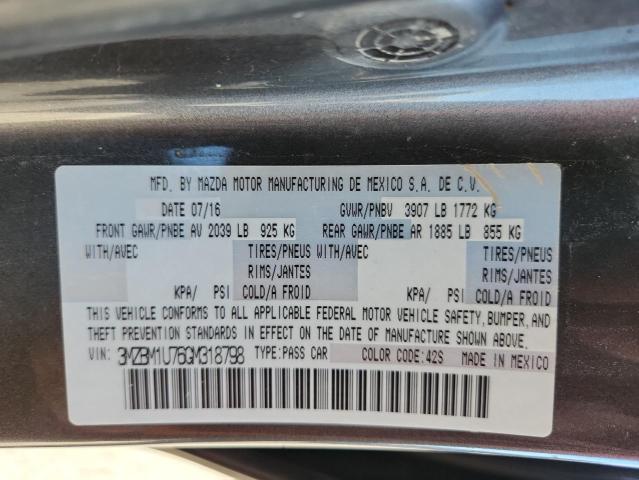 MFD. BY MAZDA MOTOR MANUFACTURING DE MEXICO S.A. DE C.V.
DATE 07/16 GVWR/PNBV 3907 LB 1772 KG
FRONT GAWR/PNBE AV 2039 LB 925 KG REAR GAWR/PNBE AR 1885 LB 855 KG
WITH/AVEC TIRES/PNEUS WITH/AVEC TIRES/PNEUS
RIMS/JANTES RIMS/JANTES
KPA/ PSI COLD/A FROID KPA/ PSI COLD/A FROID
THIS VEHICLE CONFORMS TO ALL APPLICABLE FEDERAL MOTOR VEHICLE SAFETY, BUMPER, AND
THEFT PREVENTION STANDARDS IN EFFECT ON THE DATE OF MANUFACTURE SHOWN ABOVE.
VIN: 3MZBM1U76GM318798 TYPE:PASS CAR COLOR CODE:42S MADE IN MEXICO